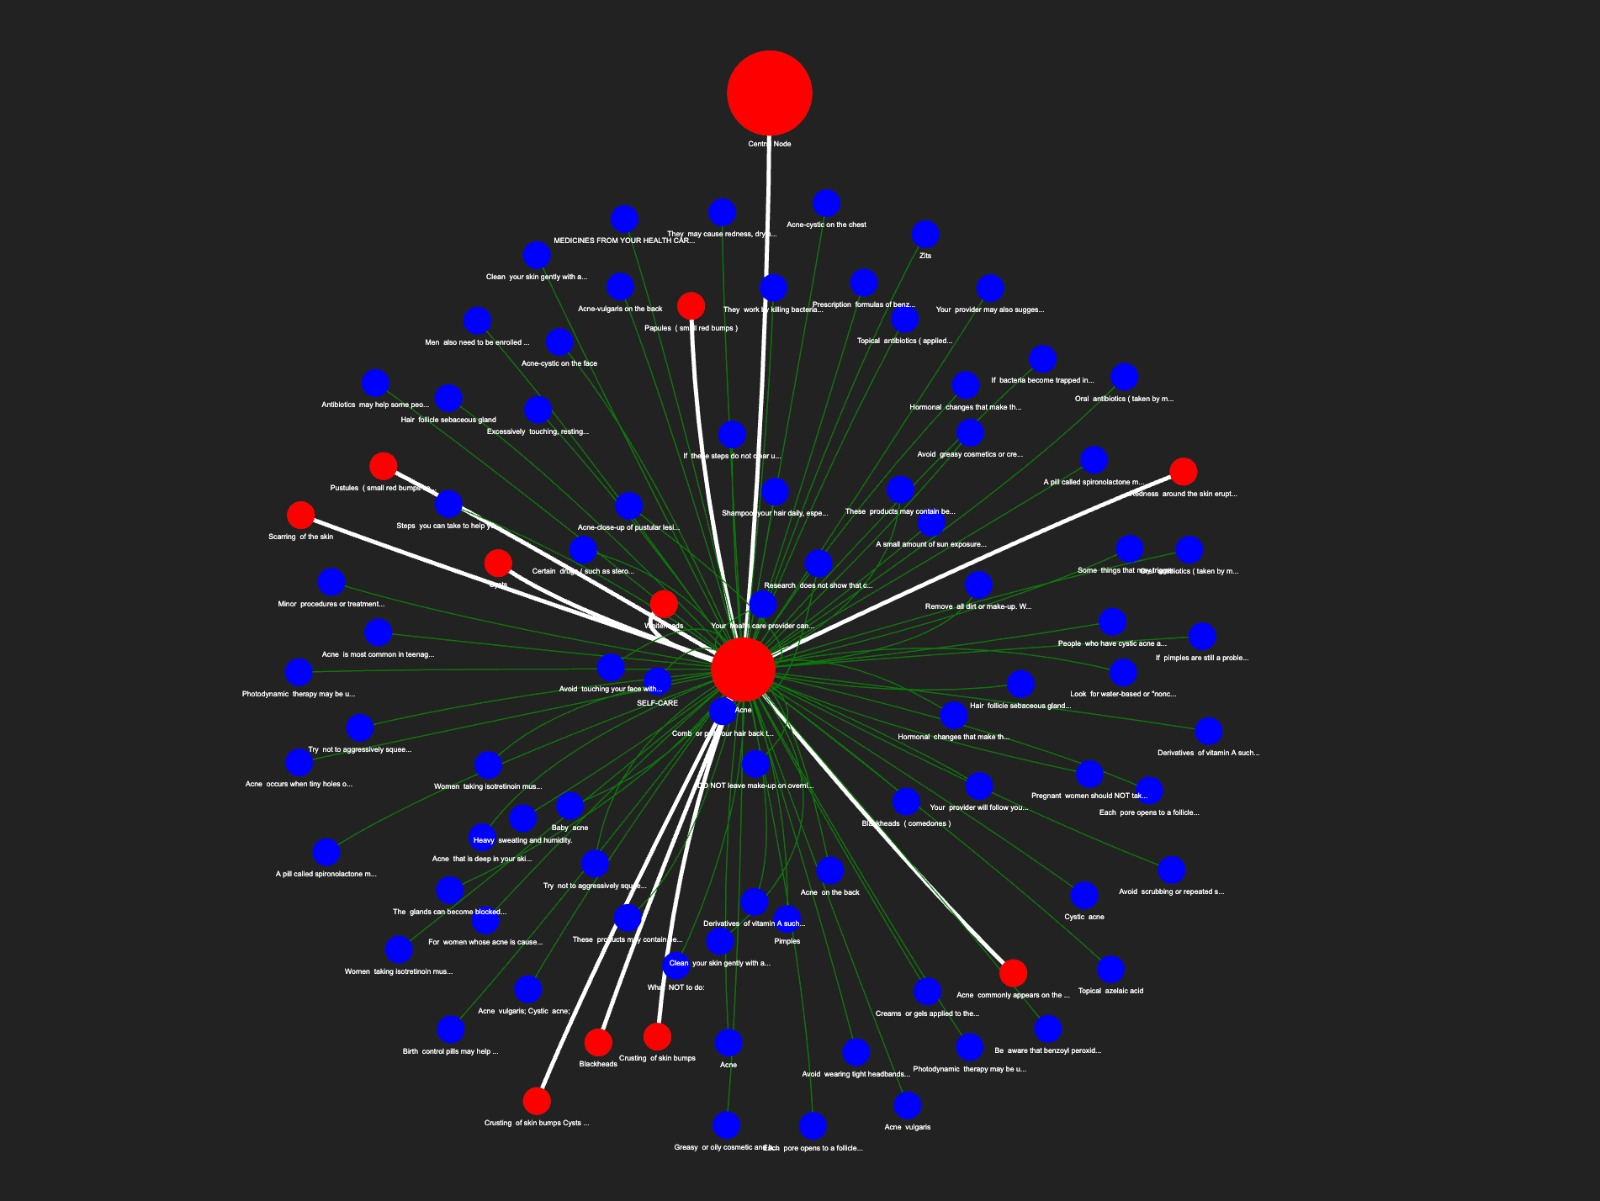 Central Node
Acne-cystic on the chest
They may cause redness, dry s...
MEDICINES FROM YOUR HEALTH CAR...
Zits
Clean your skin gently with a...
Prescription formulas of benz...
Acne-vulgaris on the back
They work by killing bacteria...
Your provider may also sugges...
Papules ( small red bumps )
Men also need to be enrolled ...
Topical antibiotics ( applied...
Acne-cystic on the face
If bacteria become trapped in...
Oral antibiotics ( taken by m...
Antibiotics may help some peo...
Hormonal changes that make th...
Hair follicle sebaceous gland
Excessively touching, resting...
If these steps do not clear u...
Avoid greasy cosmetics or cre...
A pill called spironolactone m...
Pustules ( small red bumps
Redness around the skin erupt...
These products may contain be...
Shampoo your hair daily, espe...
Steps you can take to help y
Acne-close-up of pustular lesi...
Scarring of the skin
A small amount of sun exposure...
Certain drugs ( such as stero...
Some things that may trigger
Oral antibiotics ( taken by m...
Cysts
Research does not show that c...
Minor procedures or treatment...
Remove all dirt or make-up. W...
Whiteheads
Your health care provider can...
People who have cystic acne a...
Acne is most common in teenag...
If pimples are still a proble...
Avoid touching your face with...
Photodynamic therapy may be u...
Look for water-based or "nonc...
SELF-CARE
Hair follicle sebaceous gland...
Acne
Comb or pull your hair back t...
Hormonal changes that make th...
Try not to aggressively squee...
Derivatives of vitamin A such...
Acne occurs when tiny holes o...
Women taking isotretinoin mus...
DO NOT leave make-up on overni...
Pregnant women should NOT tak...
Your provider will follow you...
Each pore opens to a follicle...
Blackheads ( comedones )
Baby acne
Heavy sweating and humidity.
Acne that is deep in your ski...
A pill called spironolactone m...
Try not to aggressively squee...
Acne on the back
Avoid scrubbing or repeated s...
The glands can become blocked...
Cystic acne
Derivatives of vitamin A such...
These products may contain be...
Pimples
For women whose acne is cause...
Clean your skin gently with a...
Women taking isotretinoin mus...
What NOT to do:
Topical azelaic acid
Acne commonly appears on the ...
Acne vulgaris; Cystic acne;
Creams or gels applied to the...
Birth control pills may help ...
Be aware that benzoyl peroxid...
Crusting of skin bumps
Blackheads
Acne
Photodynamic therapy may be u...
Avoid wearing tight headbands...
Crusting of skin bumps Cysts ...
Acne vulgaris
Greasy or oily cosmetic and
Each pore opens to a follicle...